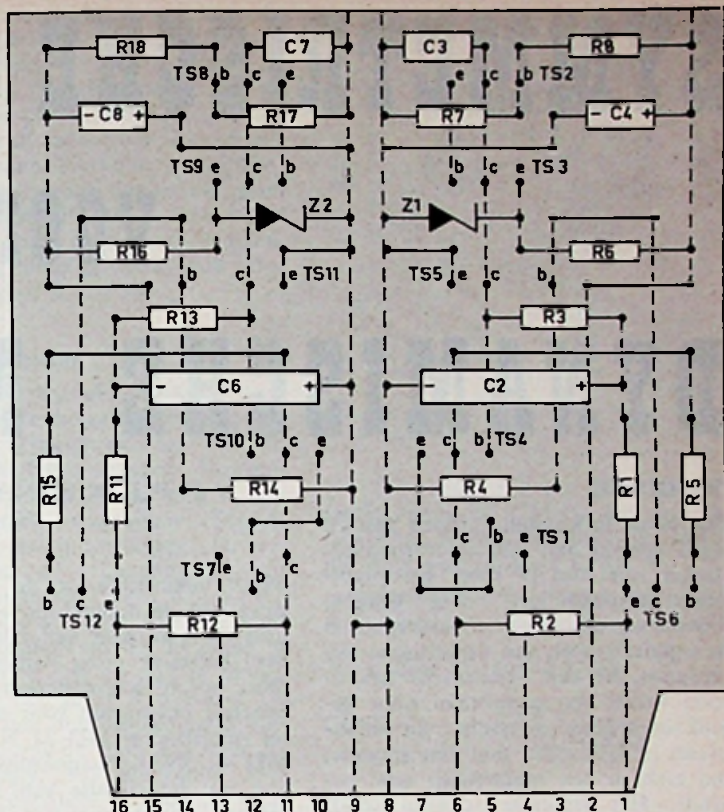 R18 C7 C3 R8
TS8 b c e e c b TS2
- C8 + R17 R7 - C4 +
TS9 e c b b c e TS3
Z2 Z1
R16 R6
b c e TS11 TS5 e c b
R13 R3
- C6 + - C2 +
TS10 b c e e c b TS4
R15 R11 R14 R4 R1 R5
TS7 e b c c b e TS1
b c e e c b
TS12 TS6
R12 R2
16 15 14 13 12 11 10 9 8 7 6 5 4 3 2 1